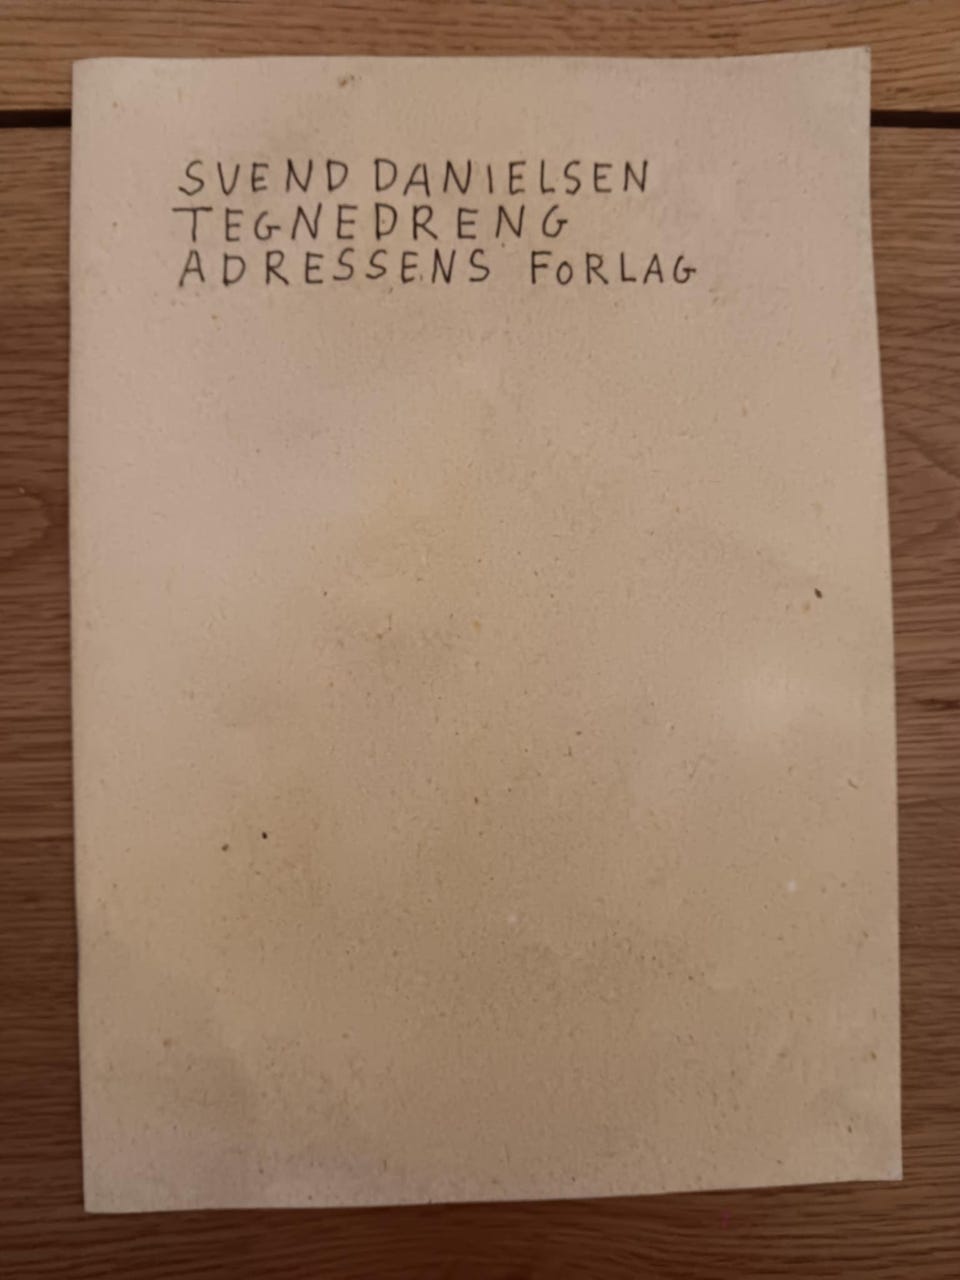 SVEND DANIELSEN
TEGNEDRENG
ADRESSENS FORLAG